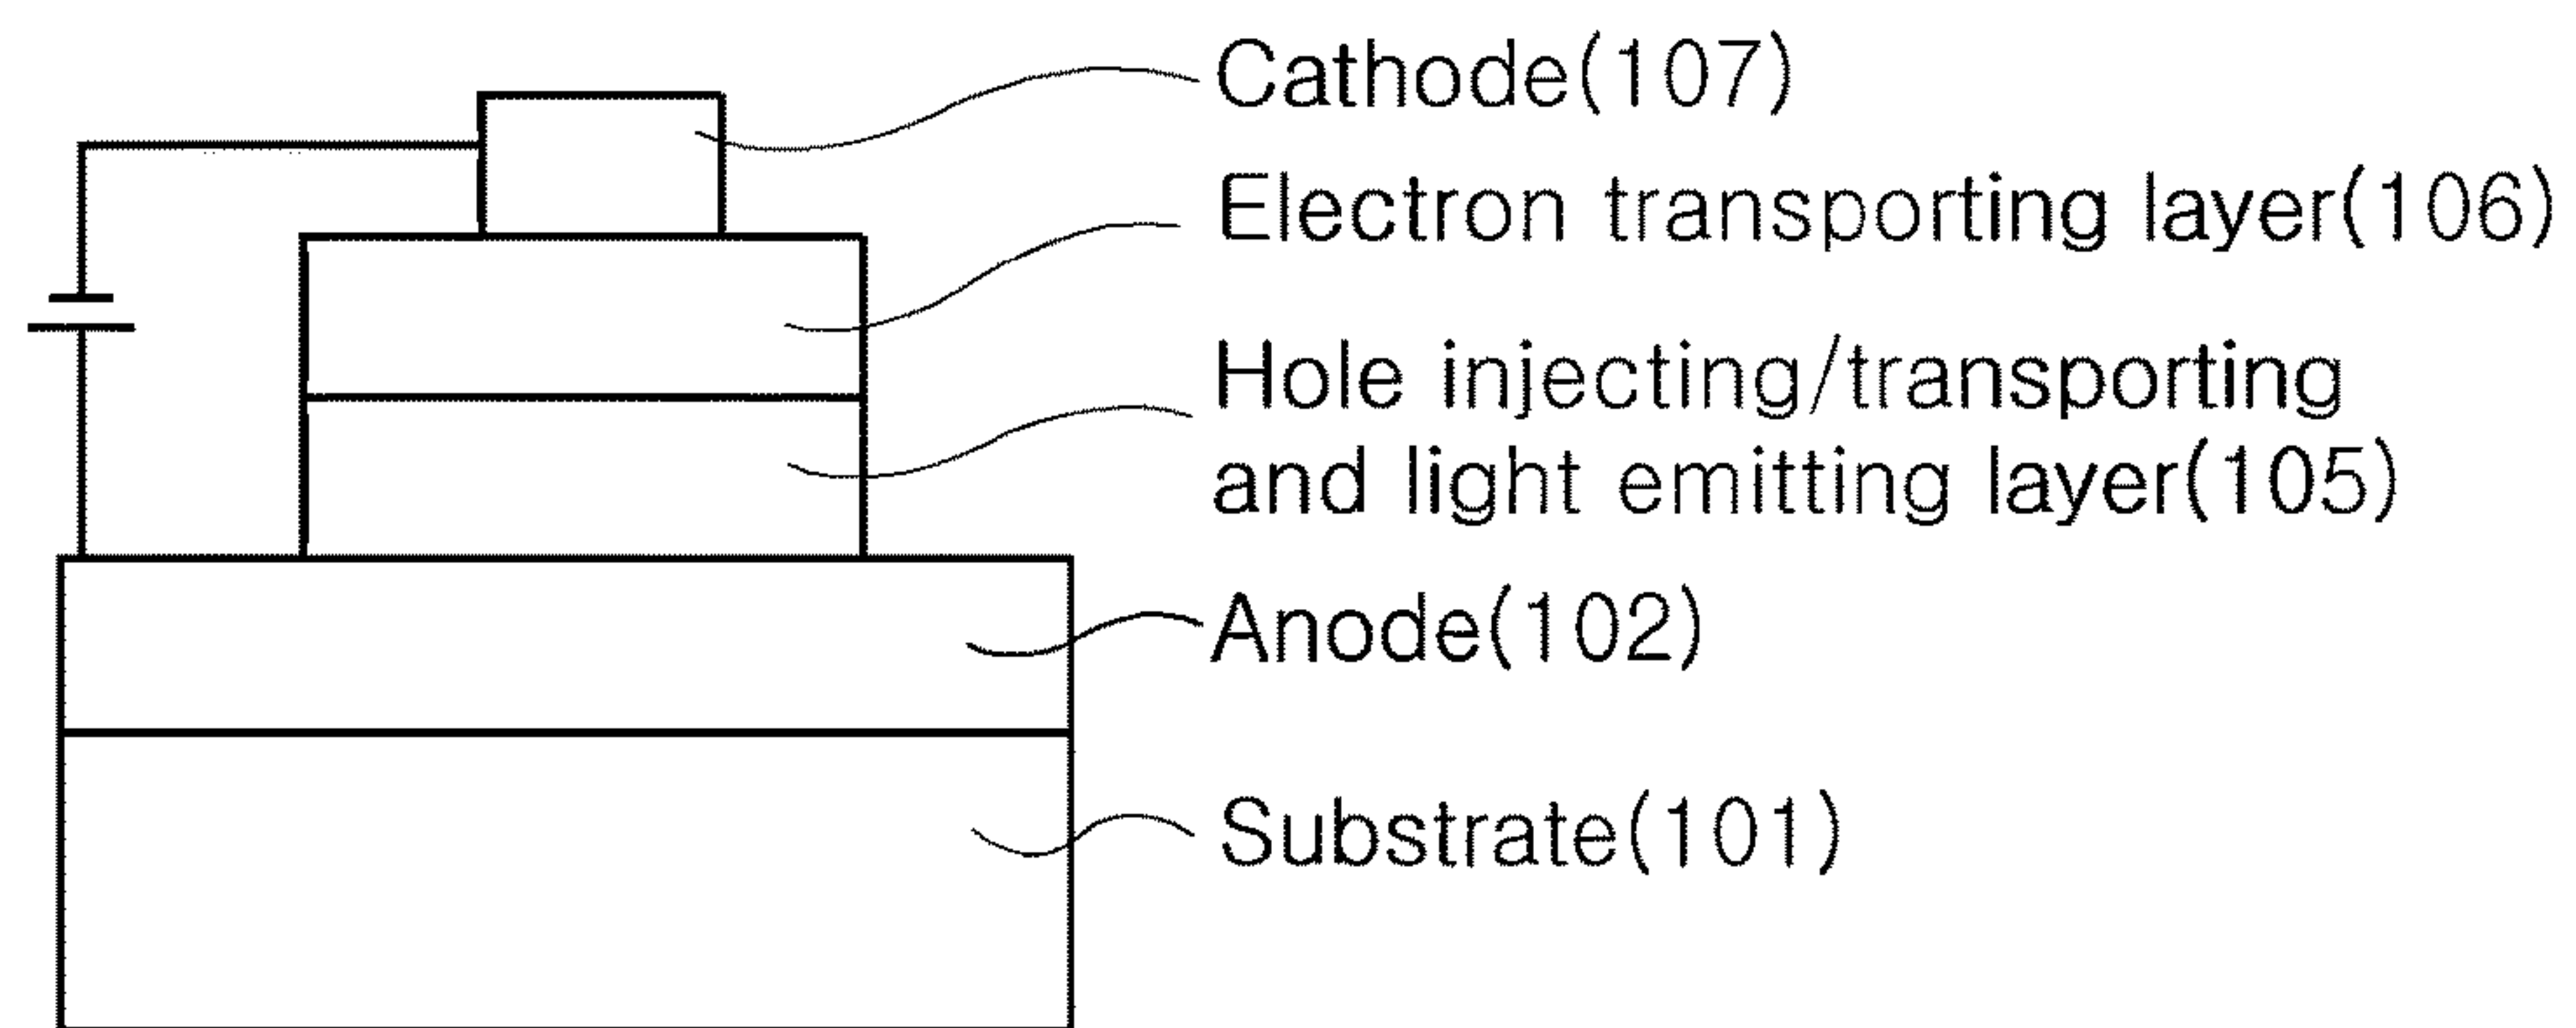 Cathode(107)
Electron transporting layer(106)
Hole injecting/transporting
and light emitting layer(105)
Anode(102)
Substrate(101)